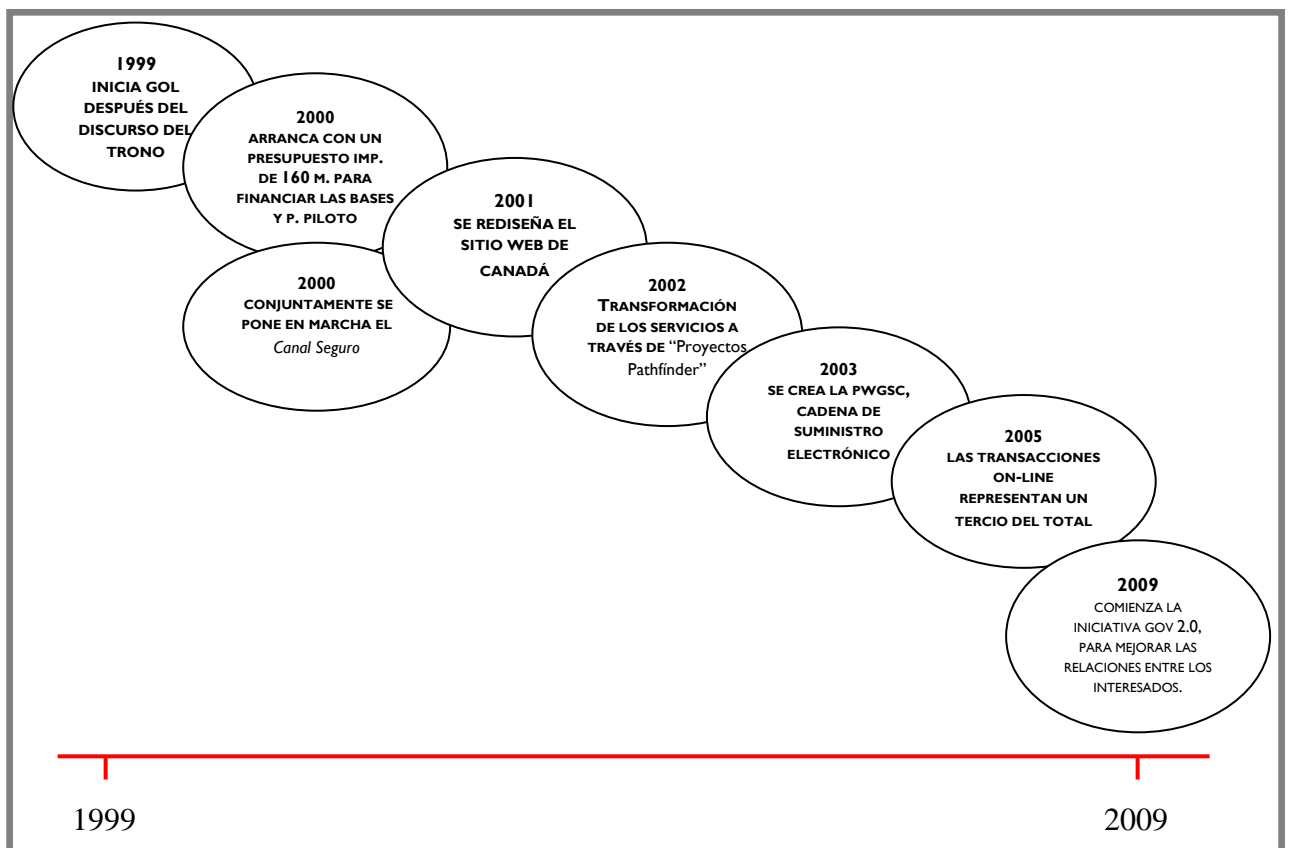 1999
INICIA GOL
DESPUÉS DEL
DISCURSO DEL
TRONO
2000
ARRANCA CON UN
PRESUPUESTO IMP.
DE 160 M. PARA
FINANCIAR LAS BASES
Y P. PILOTO
2000
CONJUNTAMENTE SE
PONE EN MARCHA EL
Canal Seguro
2001
SE REDISEÑA EL
SITIO WEB DE
CANADÁ
2002
TRANSFORMACIÓN
DE LOS SERVICIOS A
TRAVÉS DE “Proyectos
Pathfínder”
2003
SE CREA LA PWGSC,
CADENA DE
SUMINISTRO
ELECTRÓNICO
2005
LAS TRANSACCIONES
ON-LINE
REPRESENTAN UN
TERCIO DEL TOTAL
2009
COMIENZA LA
INICIATIVA GOV 2.0,
PARA MEJORAR LAS
RELACIONES ENTRE LOS
INTERESADOS.
1999
2009